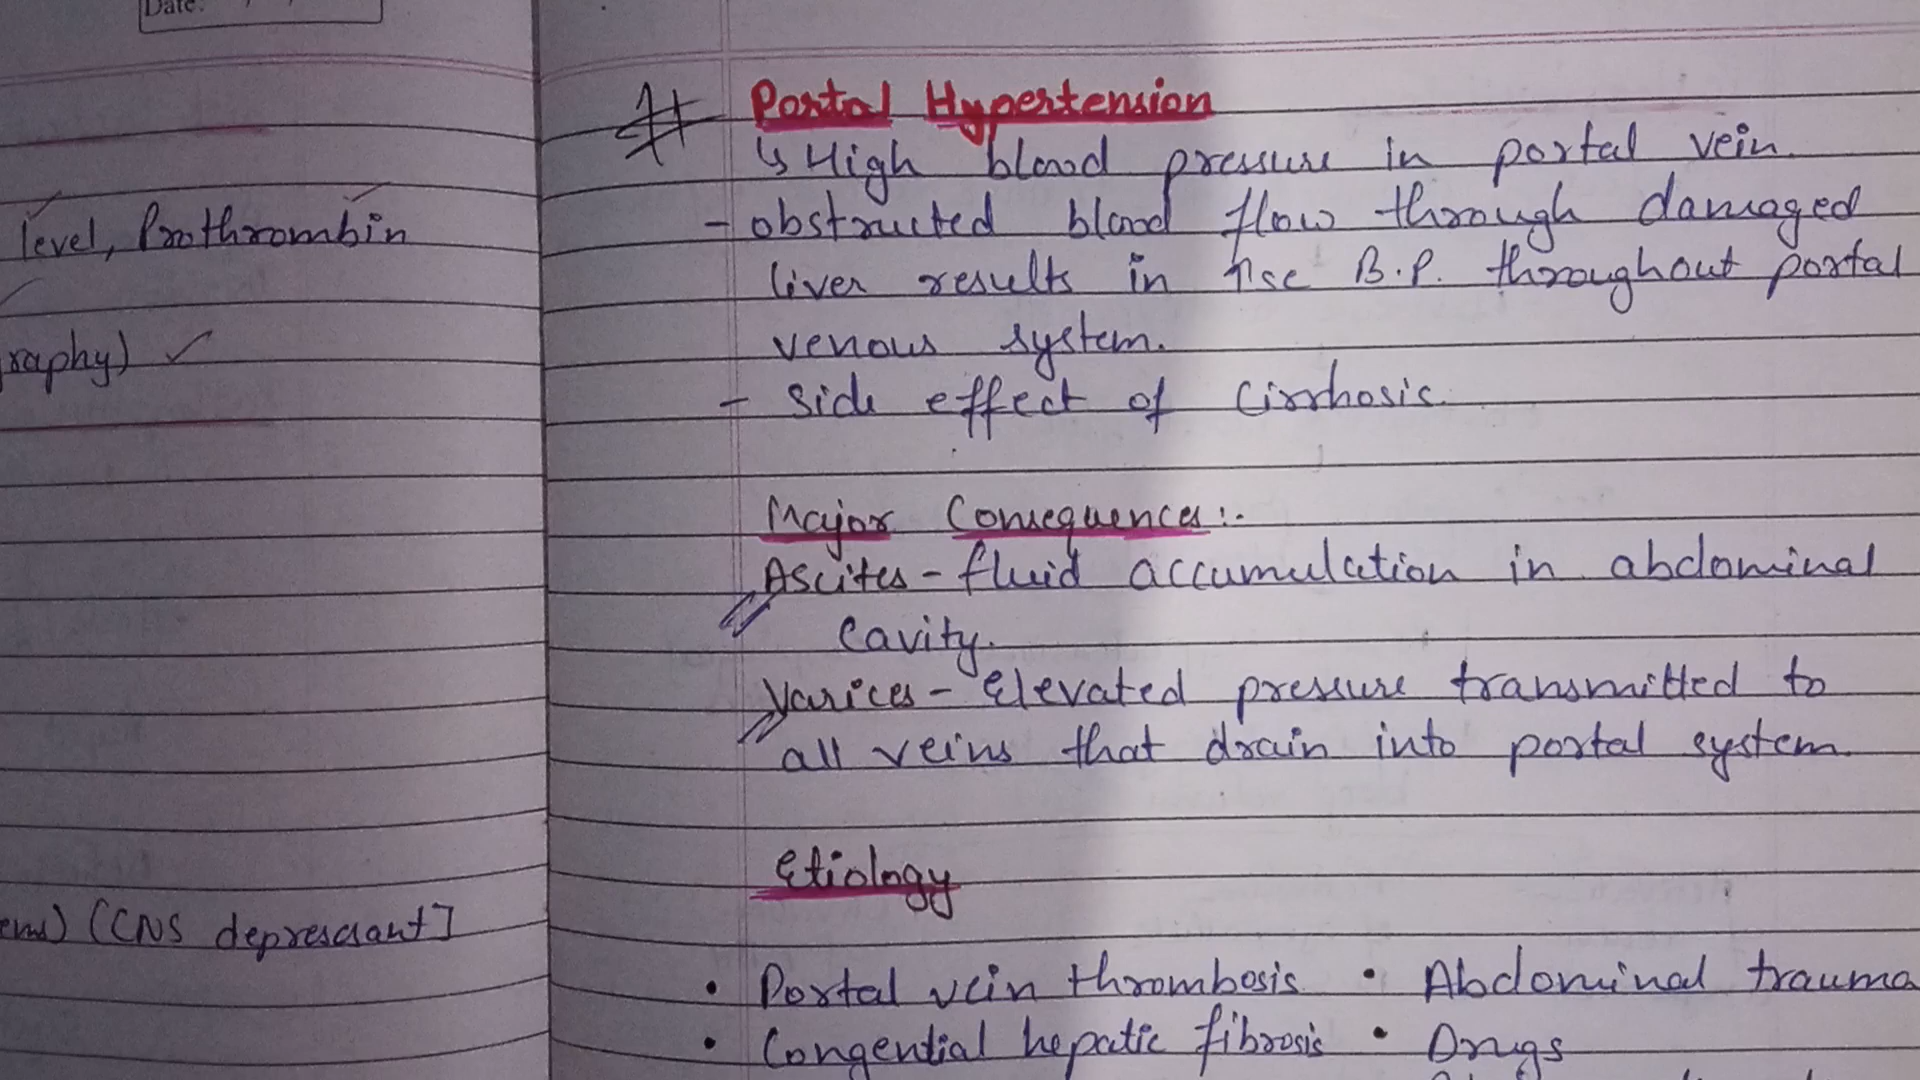 Date:
level, Prothrombin
raphy) ✓
(CNS depressant]
# Portal Hypertension
↳ High blood pressure in portal vein.
- obstructed blood flow through damaged
liver results in rise B.P. throughout portal
venous system.
- Side effect of Cirrhosis.
Major Consequences:-
Ascites - fluid accumulation in abdominal
Cavity.
Varices - Elevated pressure transmitted to
all veins that drain into portal system.
Etiology
• Portal vein thrombosis • Abdominal trauma
• Congential hepatic fibrosis • Drugs